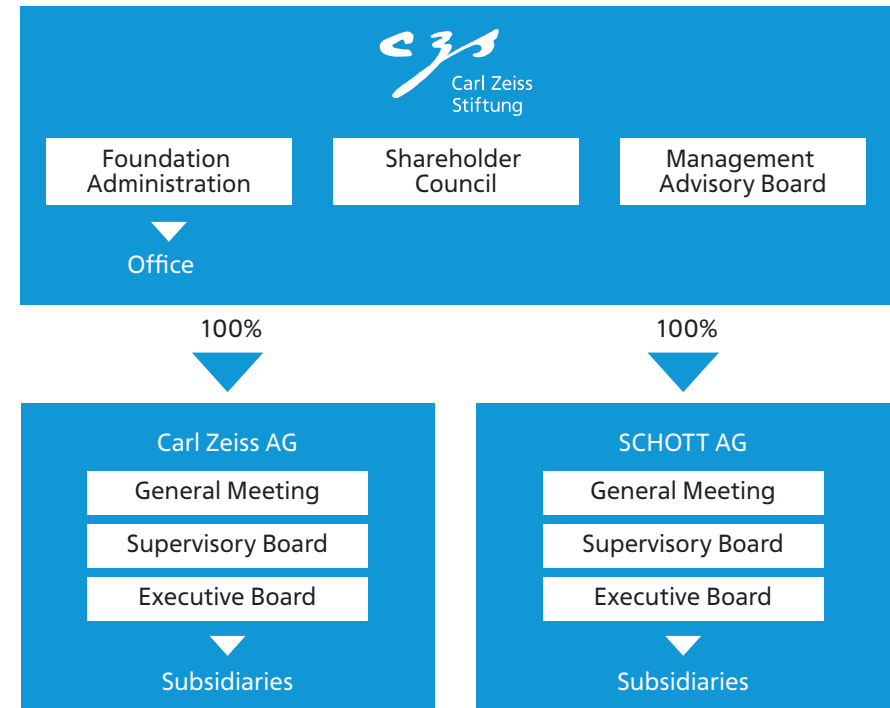 czs
Carl Zeiss
Stiftung
Foundation
Administration
Shareholder
Council
Management
Advisory Board
Office
100%
100%
Carl Zeiss AG
General Meeting
Supervisory Board
Executive Board
Subsidiaries
SCHOTT AG
General Meeting
Supervisory Board
Executive Board
Subsidiaries